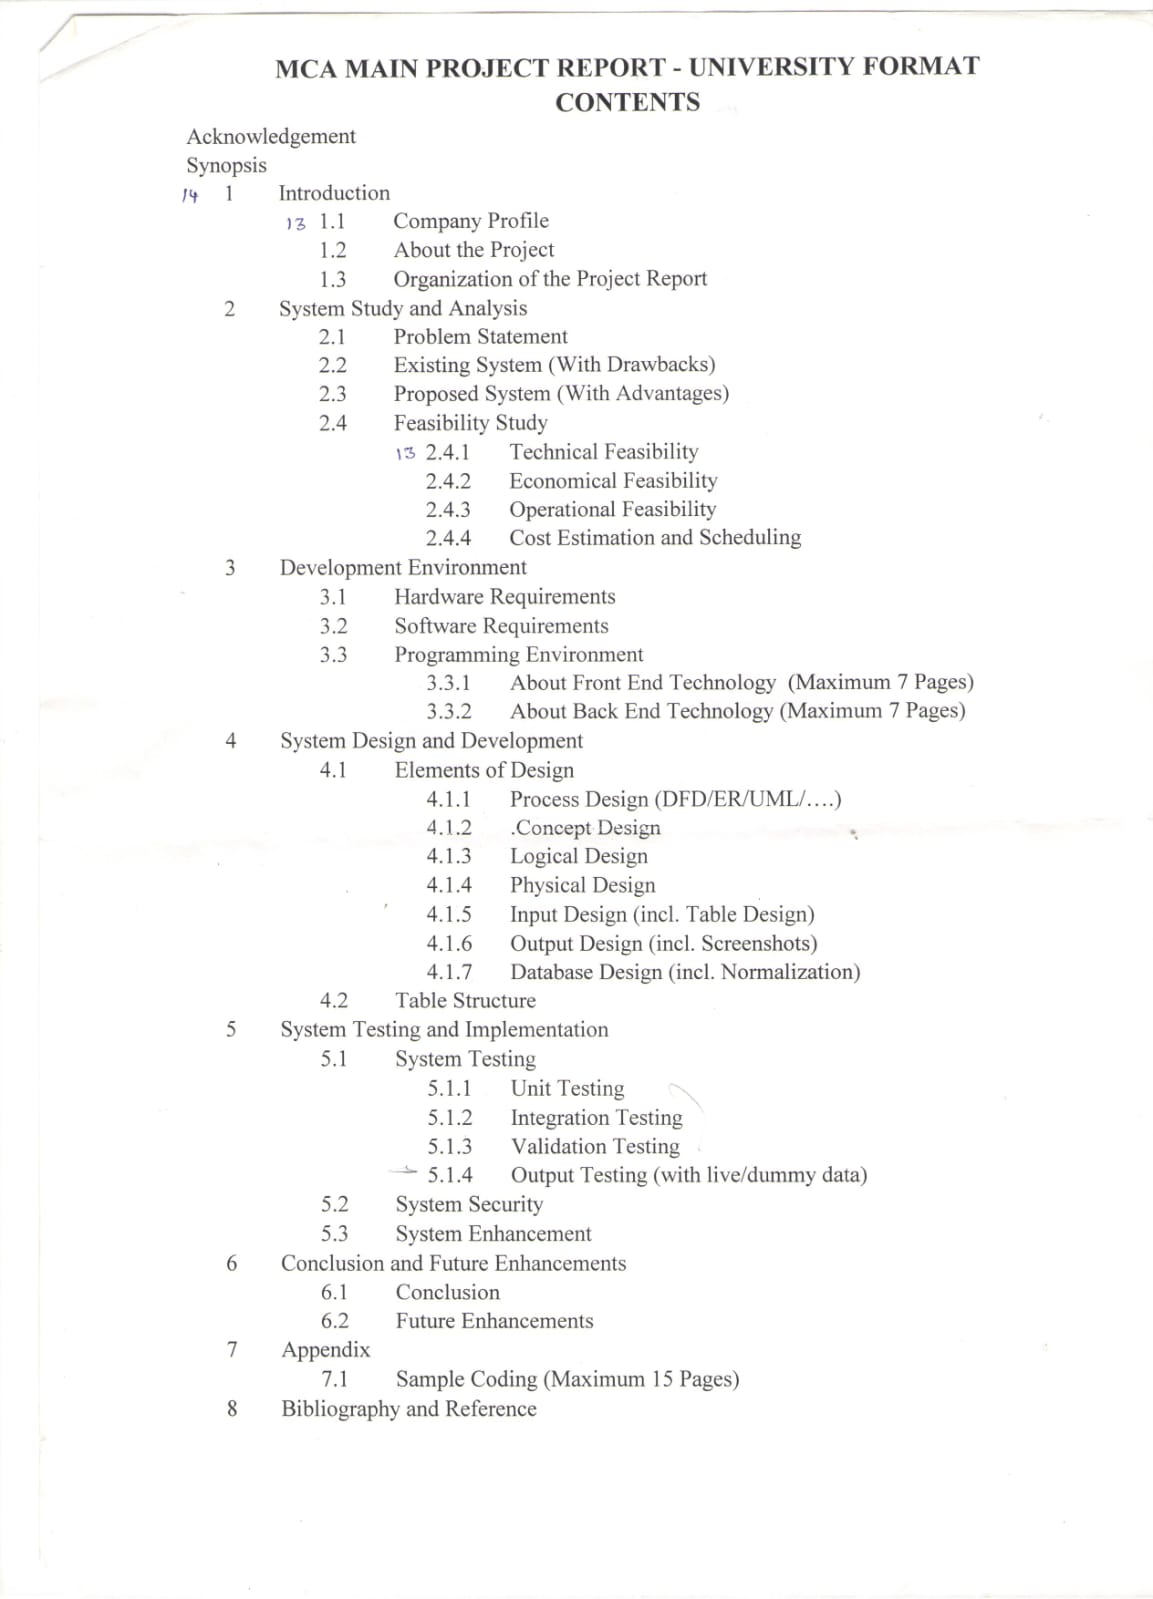 MCA MAIN PROJECT REPORT - UNIVERSITY FORMAT
CONTENTS
Acknowledgement
Synopsis
14 1 Introduction
13 1.1 Company Profile
1.2 About the Project
1.3 Organization of the Project Report
2 System Study and Analysis
2.1 Problem Statement
2.2 Existing System (With Drawbacks)
2.3 Proposed System (With Advantages)
2.4 Feasibility Study
13 2.4.1 Technical Feasibility
2.4.2 Economical Feasibility
2.4.3 Operational Feasibility
2.4.4 Cost Estimation and Scheduling
3 Development Environment
3.1 Hardware Requirements
3.2 Software Requirements
3.3 Programming Environment
3.3.1 About Front End Technology (Maximum 7 Pages)
3.3.2 About Back End Technology (Maximum 7 Pages)
4 System Design and Development
4.1 Elements of Design
4.1.1 Process Design (DFD/ER/UML/....)
4.1.2 .Concept Design
4.1.3 Logical Design
4.1.4 Physical Design
4.1.5 Input Design (incl. Table Design)
4.1.6 Output Design (incl. Screenshots)
4.1.7 Database Design (incl. Normalization)
4.2 Table Structure
5 System Testing and Implementation
5.1 System Testing
5.1.1 Unit Testing
5.1.2 Integration Testing
5.1.3 Validation Testing
5.1.4 Output Testing (with live/dummy data)
5.2 System Security
5.3 System Enhancement
6 Conclusion and Future Enhancements
6.1 Conclusion
6.2 Future Enhancements
7 Appendix
7.1 Sample Coding (Maximum 15 Pages)
8 Bibliography and Reference